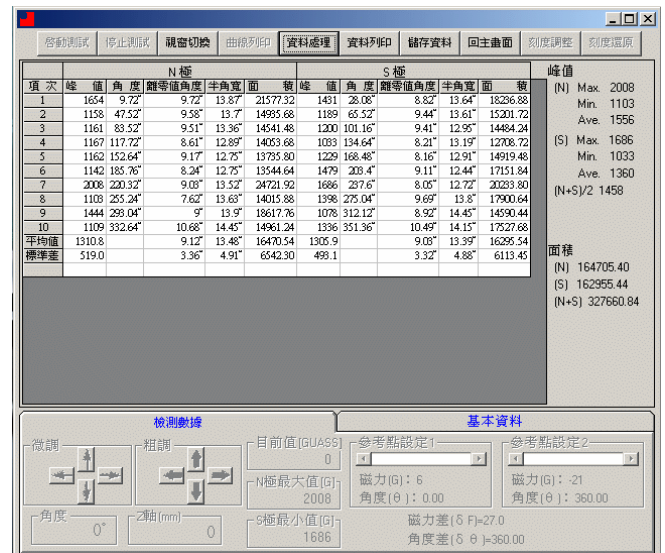 啓動測試 停止測試 視窗切換 曲線列印 資料處理 資料列印 儲存資料 回主畫面 刻度調整 刻度還原
N 極 S 極
項 次 峰 值 角 度 離零值角度 半角寬 面 積 峰 值 角 度 離零值角度 半角寬 面 積
1 1654 9.72° 9.72° 13.87° 21577.32 1431 28.08° 8.82° 13.64° 18236.88
2 1158 47.52° 9.58° 13.7° 14935.68 1189 65.52° 9.44° 13.61° 15201.72
3 1161 83.52° 9.51° 13.36° 14541.48 1200 101.16° 9.41° 12.95° 14484.24
4 1167 117.72° 8.61° 12.89° 14053.68 1033 134.64° 8.21° 13.19° 12708.72
5 1162 152.64° 9.17° 12.75° 13735.80 1229 168.48° 8.16° 12.91° 14919.48
6 1142 185.76° 8.24° 12.75° 13544.64 1479 203.4° 9.11° 12.44° 17151.84
7 2008 220.32° 9.03° 13.52° 24721.92 1686 237.6° 8.05° 12.72° 20233.80
8 1103 255.24° 7.62° 13.63° 14015.88 1398 275.04° 9.69° 13.8° 17900.64
9 1444 293.04° 9° 13.9° 18617.76 1078 312.12° 8.92° 14.45° 14590.44
10 1109 332.64° 10.68° 14.45° 14961.24 1336 351.36° 10.49° 14.15° 17527.68
平均值 1310.8 9.12° 13.48° 16470.54 1305.9 9.03° 13.39° 16295.54
標準差 519.0 3.36° 4.91° 6542.30 493.1 3.32° 4.88° 6113.45
峰值
(N) Max. 2008
Min. 1103
Ave. 1556
(S) Max. 1686
Min. 1033
Ave. 1360
(N+S)/2 1458
面積
(N) 164705.40
(S) 162955.44
(N+S) 327660.84
檢測數據 基本資料
微調 粗調
角度 0°
Z軸(mm) 0
目前值[GUASS] 0
N極最大值[G] 2008
S極最小值[G] 1686
參考點設定1
磁力(G)：6
角度(θ)：0.00
參考點設定2
磁力(G)：-21
角度(θ)：360.00
磁力差(δ F)=27.0
角度差(δ θ )=360.00